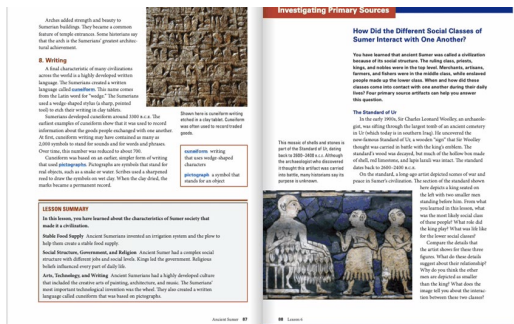 Arches added strength and beauty to
Sumerian buildings. They became a common
feature of temple entrances. Some historians say
that the arch is the Sumerians' greatest architec-
tural achievement.
8. Writing
A final characteristic of many civilizations
across the world is a highly developed written
language. The Sumerians created a written
language called cuneiform. This name comes
from the Latin word for "wedge." The Sumerians
used a wedge-shaped stylus (a sharp, pointed
tool) to etch their writing in clay tablets.
Sumerians developed cuneiform around 3300 B.C.E. The
earliest examples of cuneiform show that it was used to record
information about the goods people exchanged with one another.
At first, cuneiform writing may have contained as many as
2,000 symbols to stand for sounds and for words and phrases.
Over time, this number was reduced to about 700.
Cuneiform was based on an earlier, simpler form of writing
that used pictographs. Pictographs are symbols that stand for
real objects, such as a snake or water. Scribes used a sharpened
reed to draw the symbols on wet clay. When the clay dried, the
marks became a permanent record.
Shown here is cuneiform writing
etched in a clay tablet. Cuneiform
was often used to record traded
goods.
cuneiform writing
that uses wedge-shaped
characters
pictograph a symbol that
stands for an object
LESSON SUMMARY
In this lesson, you have learned about the characteristics of Sumer society that
made it a civilization.
Stable Food Supply Ancient Sumerians invented an irrigation system and the plow to
help them create a stable food supply.
Social Structure, Government, and Religion Ancient Sumer had a complex social
structure with different jobs and social levels. Kings led the government. Religious
beliefs influenced every part of daily life.
Arts, Technology, and Writing Ancient Sumerians had a highly developed culture
that included the creative arts of painting, architecture, and music. The Sumerians'
most important technological invention was the wheel. They also created a written
language called cuneiform that was based on pictographs.
Ancient Sumer 87
Investigating Primary Sources
How Did the Different Social Classes of
Sumer Interact with One Another?
You have learned that ancient Sumer was called a civilization
because of its social structure. The ruling class, priests,
kings, and nobles were in the top level. Merchants, artisans,
farmers, and fishers were in the middle class, while enslaved
people made up the lower class. When and how did these
classes come into contact with one another during their daily
lives? Four primary source artifacts can help you answer
this question.
The Standard of Ur
In the early 1900s, Sir Charles Leonard Woolley, an archaeolo-
gist, was sifting through the largest tomb of an ancient cemetery
in Ur (which today is in southern Iraq). He uncovered the
now-famous Standard of Ur, a wooden "sign" that Sir Woolley
thought was carried in battle with the king's emblem. The
standard's wood was decayed, but much of the hollow box made
of shell, red limestone, and lapis lazuli was intact. The standard
dates back to 2600–2400 B.C.E.
On the standard, a long-ago artist depicted scenes of war and
peace in Sumer's civilization. The section of the standard shown
here depicts a king seated on
the left with two smaller men
standing before him. From what
you learned in this lesson, what
was the most likely social class
of these people? What role did
the king play? What was life like
for the lower social classes?
Compare the details that
the artist shows for these three
figures. What do these details
suggest about their relationship?
Why do you think the other
men are depicted as smaller
than the king? What does the
image tell you about the interac-
tion between these two classes?
This mosaic of shells and stones is
part of the Standard of Ur, dating
back to 2600–2400 B.C.E. Although
the archaeologist who discovered
it thought this artifact was carried
into battle, many historians say its
purpose is unknown.
88 Lesson 6